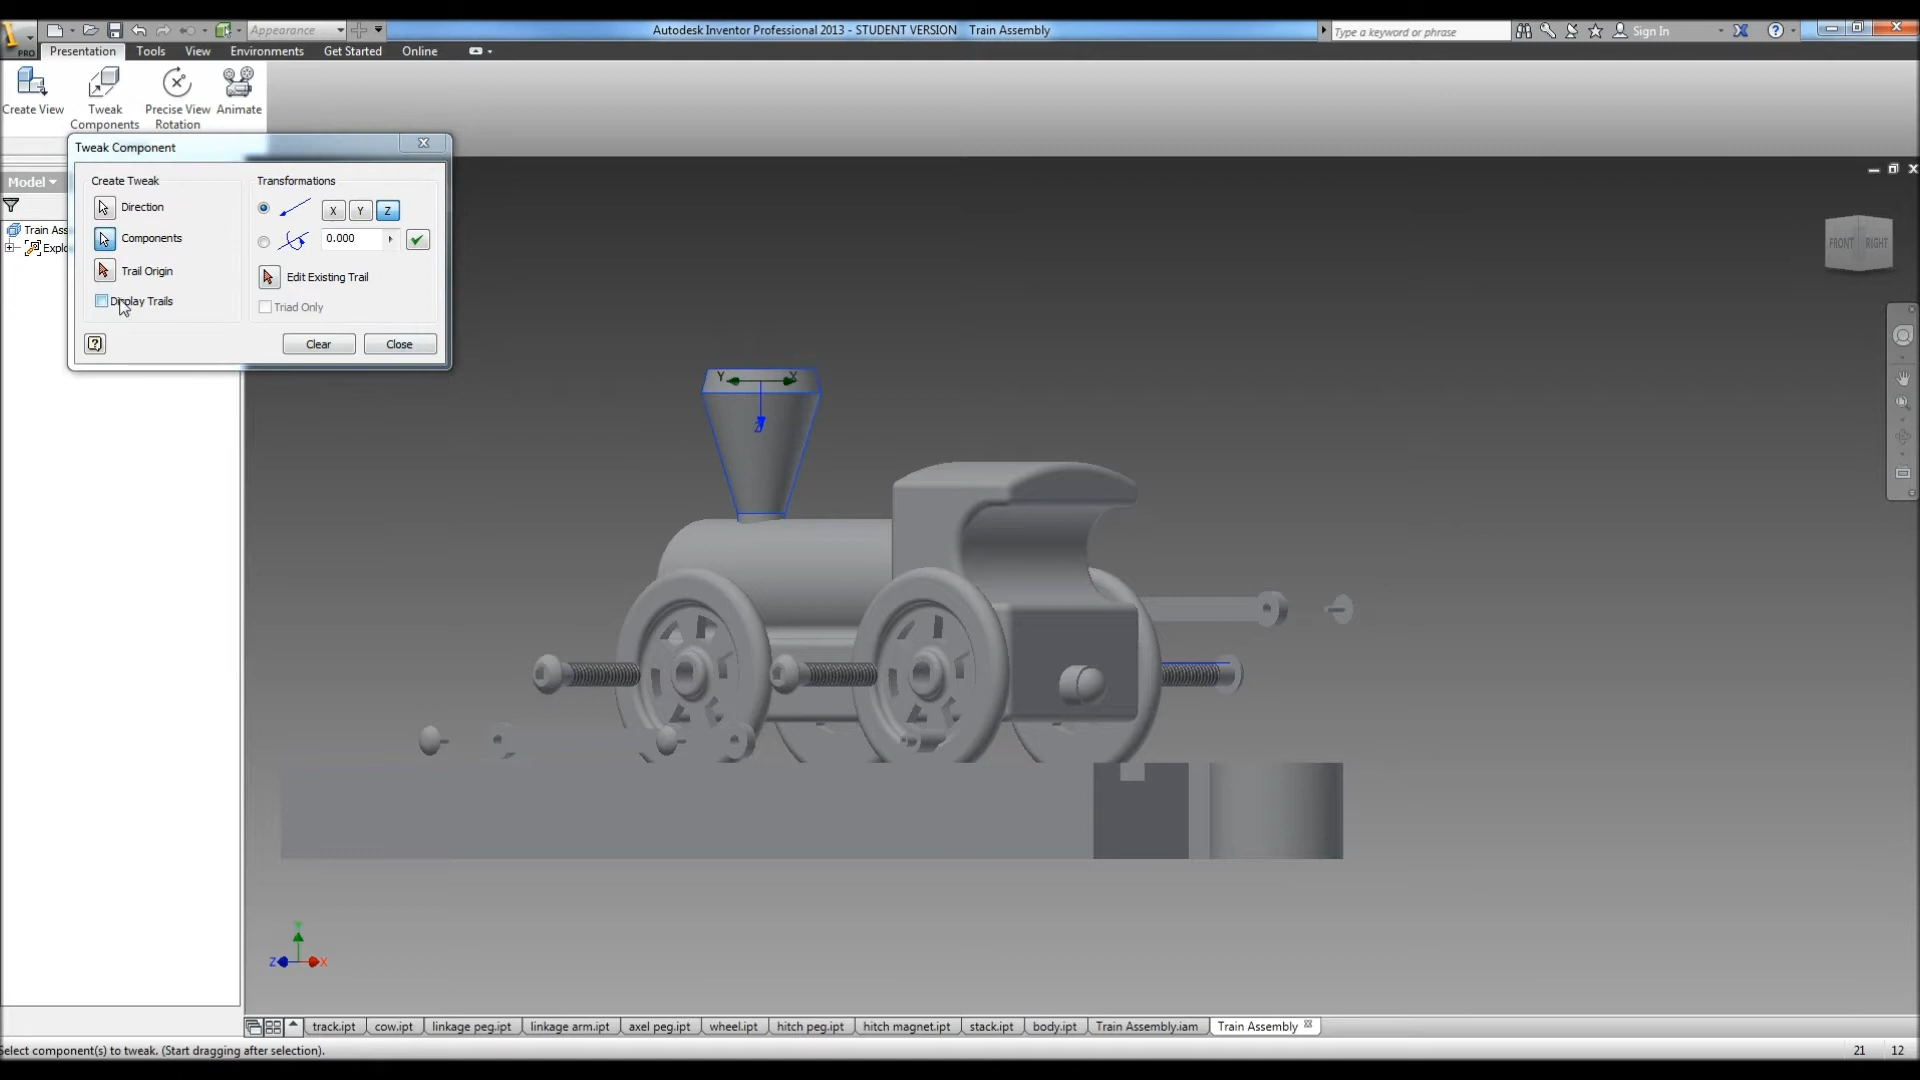 Appearance
Autodesk Inventor Professional 2013 - STUDENT VERSION Train Assembly
Type a keyword or phrase
Sign In
PRO
Presentation Tools View Environments Get Started Online
Create View
Tweak Components
Precise View Rotation
Animate
Tweak Component
Model
Train Ass
Explo
Create Tweak
Direction
Components
Trail Origin
Display Trails
Transformations
X Y Z
0.000
Edit Existing Trail
Triad Only
Clear Close
FRONT RIGHT
Y X
Z
Y
Z X
track.ipt cow.ipt linkage peg.ipt linkage arm.ipt axel peg.ipt wheel.ipt hitch peg.ipt hitch magnet.ipt stack.ipt body.ipt Train Assembly.iam Train Assembly
Select component(s) to tweak. (Start dragging after selection).
21 12